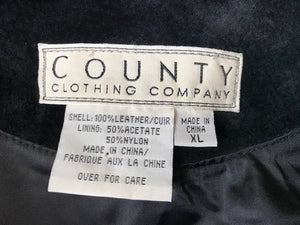 COUNTY
CLOTHING COMPANY
SHELL: 100%LEATHER/CUIR
LINING: 50%ACETATE
50%NYLON
MADE IN CHINA/
FABRIQUE AUX LA CHINE
OVER FOR CARE
MADE IN
CHINA
XL